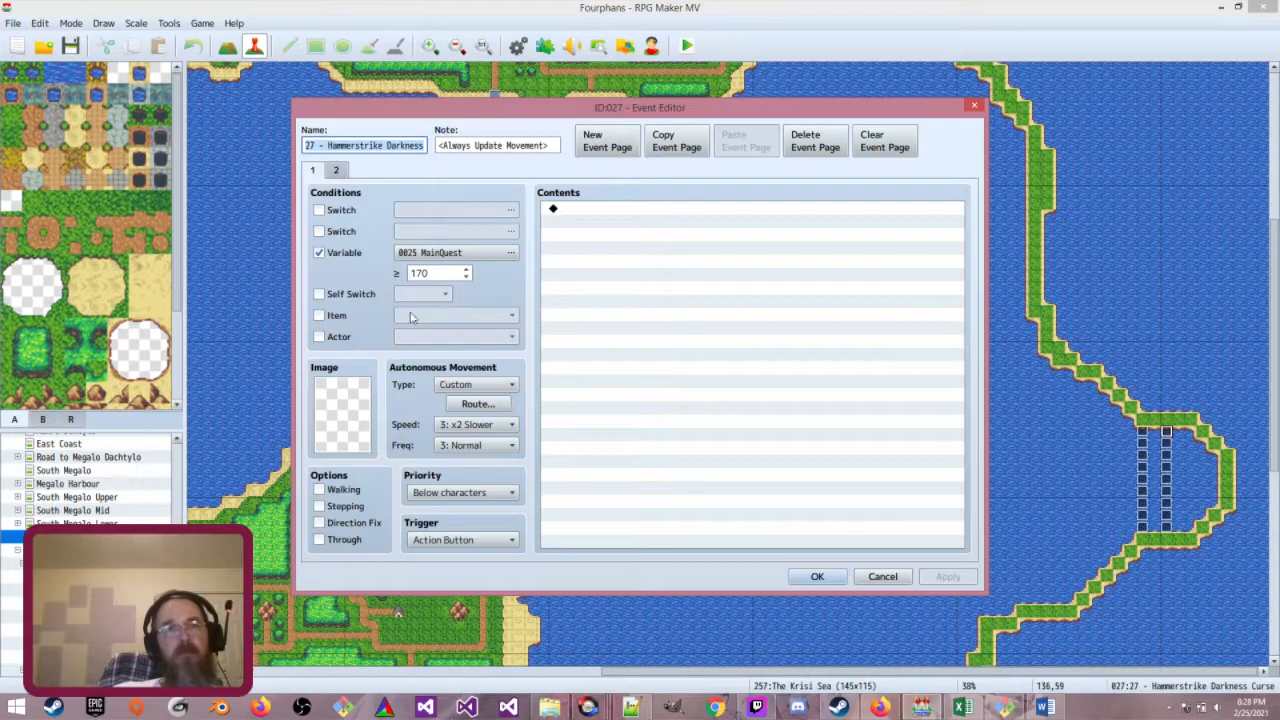 Fourphans - RPG Maker MV
File Edit Mode Draw Scale Tools Game Help
ID:027 - Event Editor
Name:
27 - Hammerstrike Darkness
Note:
<Always Update Movement>
New
Event Page
Copy
Event Page
Paste
Event Page
Delete
Event Page
Clear
Event Page
1 2
Conditions
Switch ...
Switch ...
Variable 0025 MainQuest ...
≥ 170
Self Switch
Item
Actor
Image
Autonomous Movement
Type: Custom
Route...
Speed: 3: x2 Slower
Freq: 3: Normal
Options
Walking
Stepping
Direction Fix
Through
Priority
Below characters
Trigger
Action Button
Contents
OK Cancel Apply
A B R
East Coast
Road to Megalo Dachtylo
South Megalo
Megalo Harbour
South Megalo Upper
South Megalo Mid
South Megalo Lower
257:The Krisi Sea (145x115) 38% 136,59 027:27 - Hammerstrike Darkness Curse
EPIC
GAMES
8:28 PM
2/25/2021